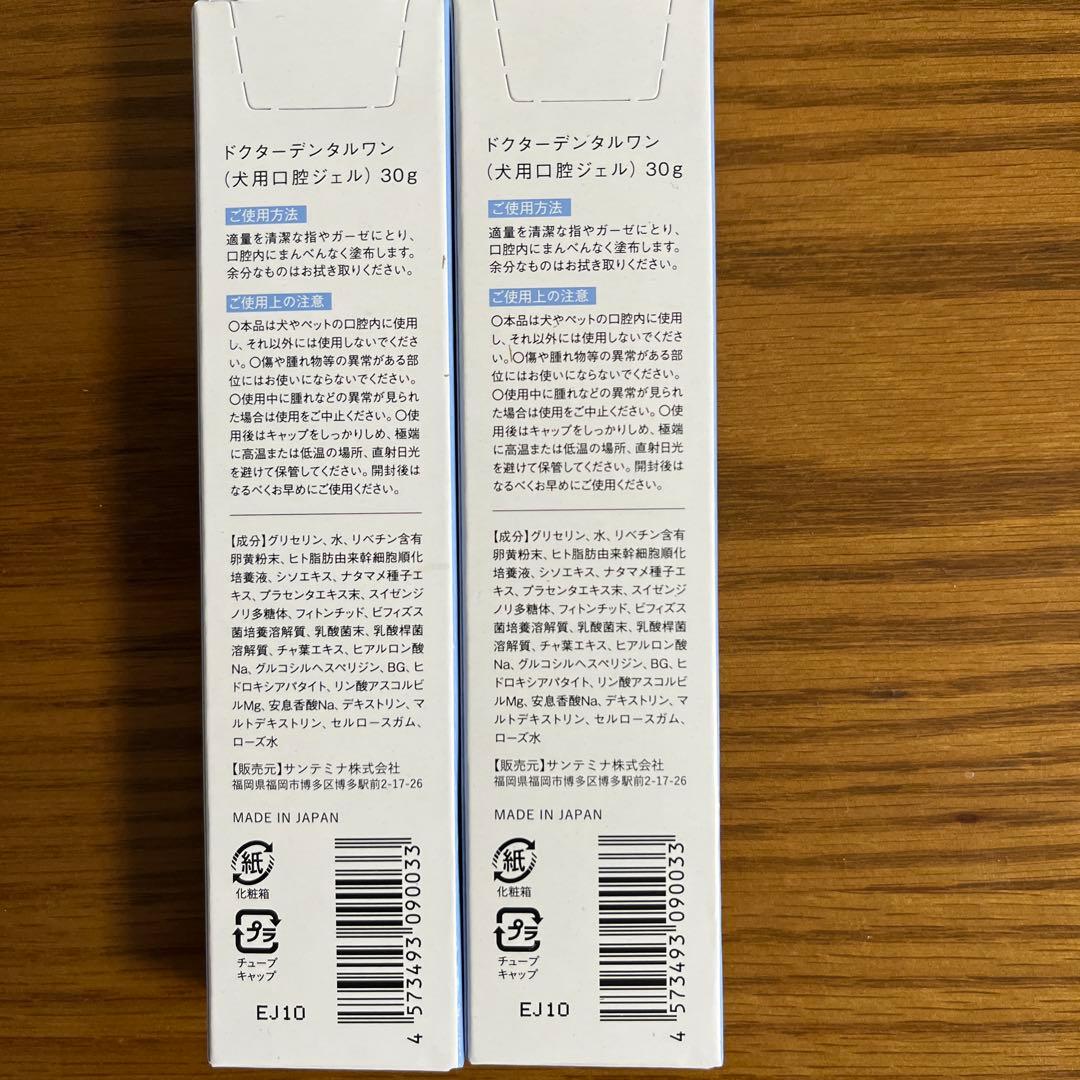 ドクターデンタルワン
(犬用口腔ジェル) 30g
ご使用方法
適量を清潔な指やガーゼにとり、
口腔内にまんべんなく塗布します。
余分なものはお拭き取りください。
ご使用上の注意
〇本品は犬やペットの口腔内に使用
し、それ以外には使用しないでくださ
い。〇傷や腫れ物等の異常がある部
位にはお使いにならないでください。
〇使用中に腫れなどの異常が見られ
た場合は使用をご中止ください。〇使
用後はキャップをしっかりしめ、極端
に高温または低温の場所、直射日光
を避けて保管してください。開封後は
なるべくお早めにご使用ください。
【成分】グリセリン、水、リベチン含有
卵黄粉末、ヒト脂肪由来幹細胞順化
培養液、シソエキス、ナタマメ種子エ
キス、プラセンタエキス末、スイゼンジ
ノリ多糖体、フィトンチッド、ビフィズス
菌培養溶解質、乳酸菌末、乳酸桿菌
溶解質、チャ葉エキス、ヒアルロン酸
Na、グルコシルヘスペリジン、BG、ヒ
ドロキシアパタイト、リン酸アスコルビ
ルMg、安息香酸Na、デキストリン、マ
ルトデキストリン、セルロースガム、
ローズ水
【販売元】サンテミナ株式会社
福岡県福岡市博多区博多駅前2-17-26
MADE IN JAPAN
紙
化粧箱
プラ
チューブ
キャップ
EJ10
4 573493 090033
ドクターデンタルワン
(犬用口腔ジェル) 30g
ご使用方法
適量を清潔な指やガーゼにとり、
口腔内にまんべんなく塗布します。
余分なものはお拭き取りください。
ご使用上の注意
〇本品は犬やペットの口腔内に使用
し、それ以外には使用しないでくださ
い。〇傷や腫れ物等の異常がある部
位にはお使いにならないでください。
〇使用中に腫れなどの異常が見られ
た場合は使用をご中止ください。〇使
用後はキャップをしっかりしめ、極端
に高温または低温の場所、直射日光
を避けて保管してください。開封後は
なるべくお早めにご使用ください。
【成分】グリセリン、水、リベチン含有
卵黄粉末、ヒト脂肪由来幹細胞順化
培養液、シソエキス、ナタマメ種子エ
キス、プラセンタエキス末、スイゼンジ
ノリ多糖体、フィトンチッド、ビフィズス
菌培養溶解質、乳酸菌末、乳酸桿菌
溶解質、チャ葉エキス、ヒアルロン酸
Na、グルコシルヘスペリジン、BG、ヒ
ドロキシアパタイト、リン酸アスコルビ
ルMg、安息香酸Na、デキストリン、マ
ルトデキストリン、セルロースガム、
ローズ水
【販売元】サンテミナ株式会社
福岡県福岡市博多区博多駅前2-17-26
MADE IN JAPAN
紙
化粧箱
プラ
チューブ
キャップ
EJ10
4 573493 090033